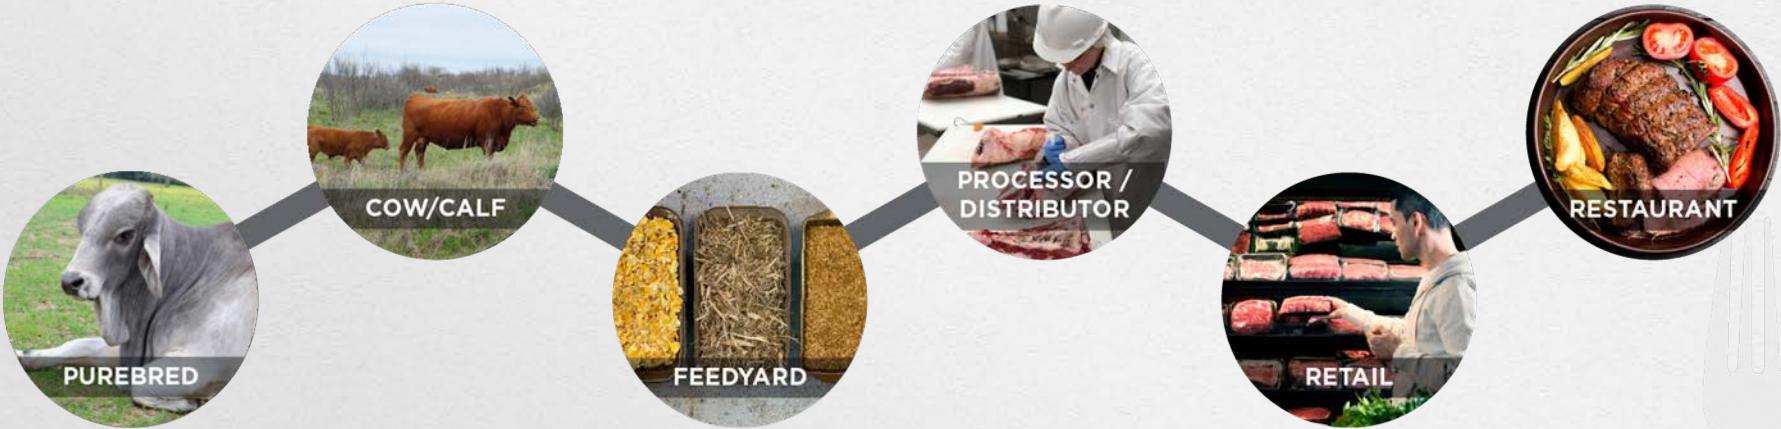 PUREBRED
COW/CALF
FEEDYARD
PROCESSOR /
DISTRIBUTOR
RETAIL
RESTAURANT